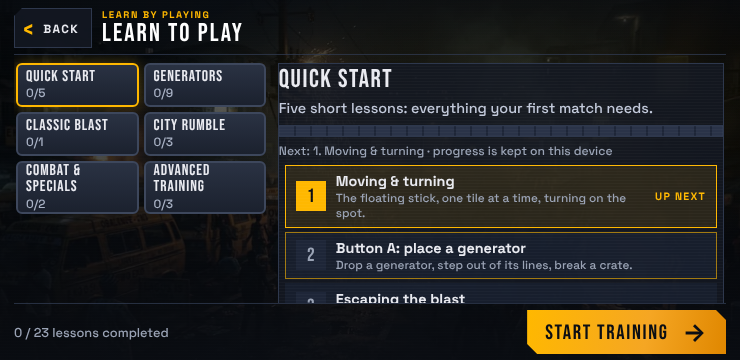 < BACK
LEARN BY PLAYING
LEARN TO PLAY
QUICK START
0/5
GENERATORS
0/9
CLASSIC BLAST
0/1
CITY RUMBLE
0/3
COMBAT &
SPECIALS
0/2
ADVANCED
TRAINING
0/3
QUICK START
Five short lessons: everything your first match needs.
Next: 1. Moving & turning · progress is kept on this device
1
Moving & turning
The floating stick, one tile at a time, turning on the
spot.
UP NEXT
2
Button A: place a generator
Drop a generator, step out of its lines, break a crate.
3
Escaping the blast
0 / 23 lessons completed
START TRAINING →